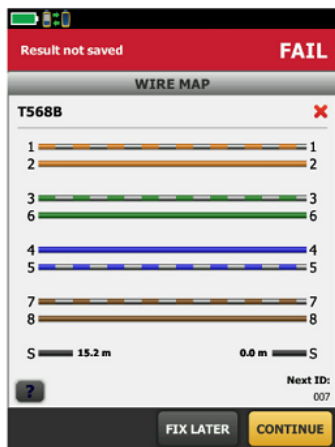 Result not saved FAIL
WIRE MAP
T568B
1 1
2 2
3 3
6 6
4 4
5 5
7 7
8 8
S 15.2 m 0.0 m S
? Next ID:
007
FIX LATER CONTINUE